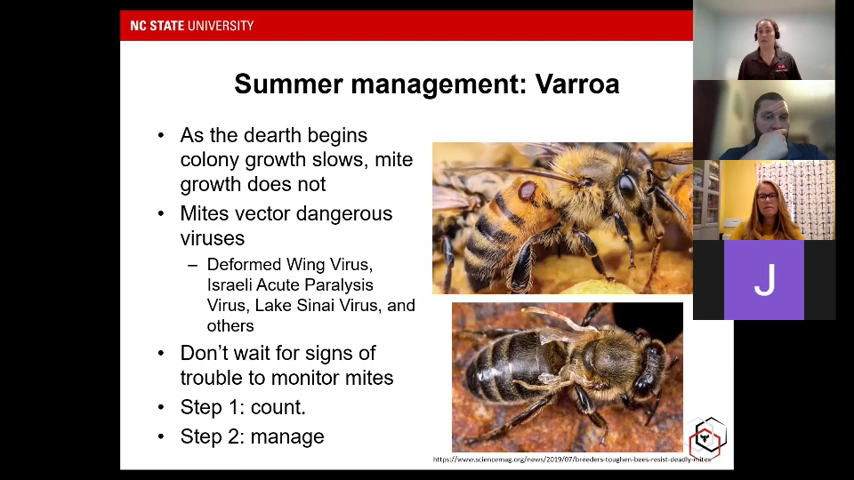 NC STATE UNIVERSITY
Summer management: Varroa
• As the dearth begins
colony growth slows, mite
growth does not
• Mites vector dangerous
viruses
– Deformed Wing Virus,
Israeli Acute Paralysis
Virus, Lake Sinai Virus, and
others
• Don't wait for signs of
trouble to monitor mites
• Step 1: count.
• Step 2: manage
https://www.sciencemag.org/news/2019/07/breeders-toughen-bees-resist-deadly-mites
J